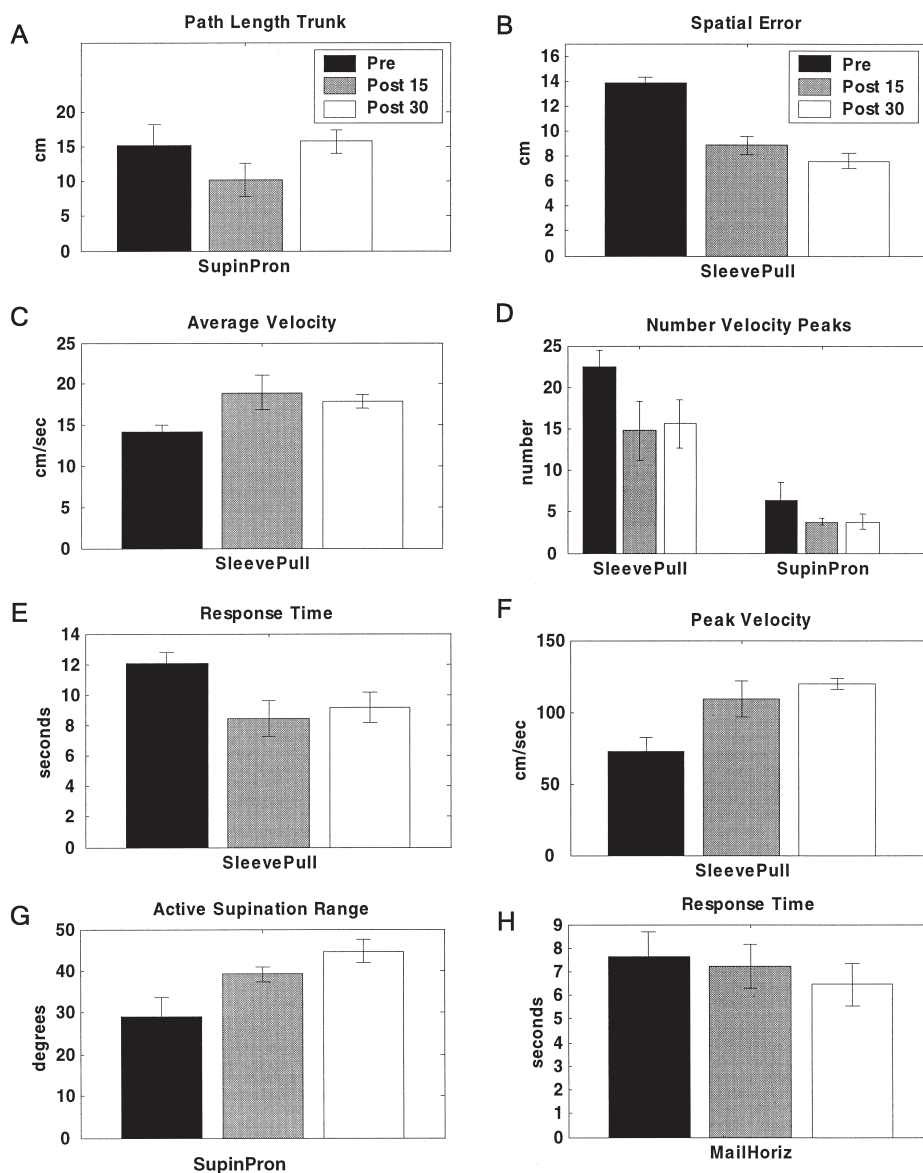 A
Path Length Trunk
Pre
Post 15
Post 30
20
15
10
5
0
cm
SupinPron
B
Spatial Error
Pre
Post 15
Post 30
16
14
12
10
8
6
4
2
0
cm
SleevePull
C
Average Velocity
25
20
15
10
5
0
cm/sec
SleevePull
D
Number Velocity Peaks
25
20
15
10
5
0
number
SleevePull SupinPron
E
Response Time
14
12
10
8
6
4
2
0
seconds
SleevePull
F
Peak Velocity
150
100
50
0
cm/sec
SleevePull
G
Active Supination Range
50
40
30
20
10
0
degrees
SupinPron
H
Response Time
9
8
7
6
5
4
3
2
1
0
seconds
MailHoriz